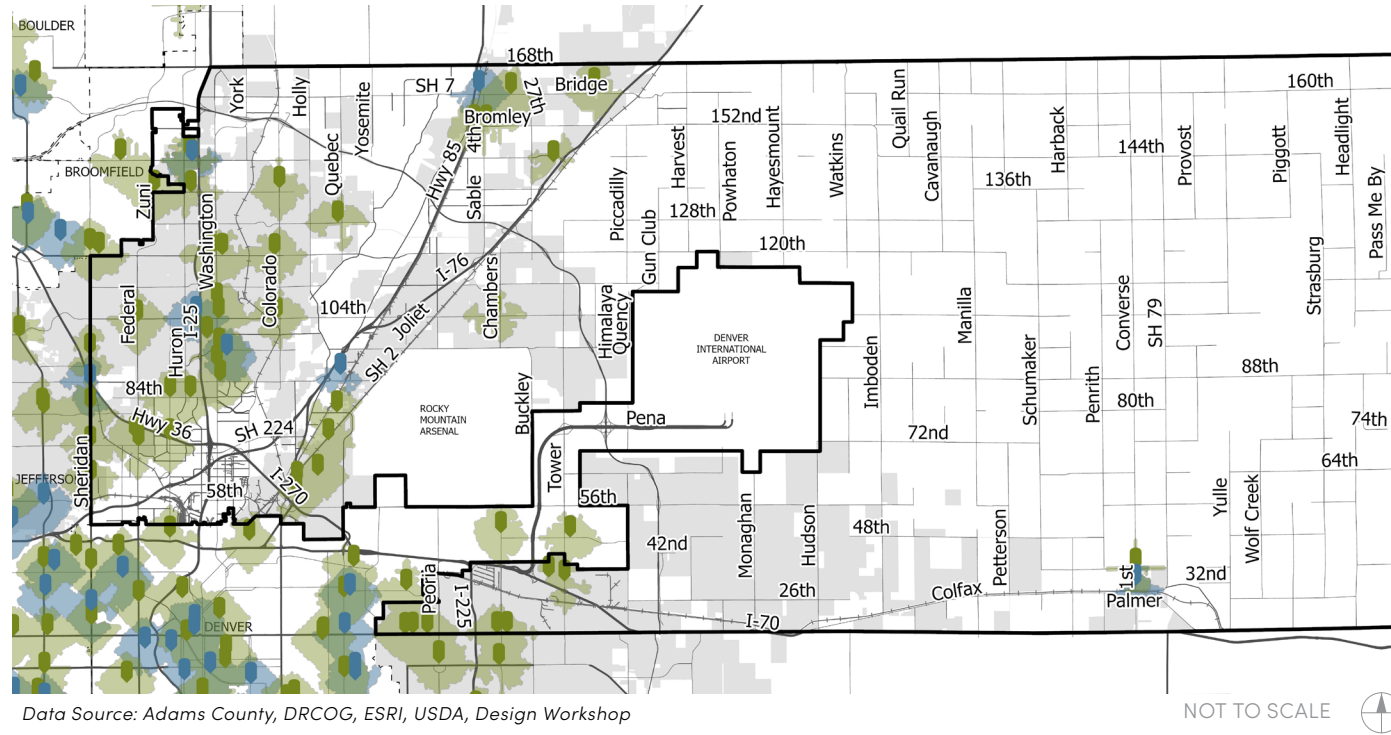 BOULDER
168th
York
Holly
Yosemite
SH 7
27th
Bridge
Quail Run
160th
Headlight
Bromley
4th
152nd
Harvest
Powhaton
Hayesmount
Watkins
Cavanaugh
Harback
144th
Provost
Piggott
BROOMFIELD
Zuni
Quebec
Hwy 85
Sable
136th
Pass Me By
Washington
Piccadilly
128th
Gun Club
120th
Strasburg
I-76
Federal
Huron
I-25
Colorado
104th
Joliet
Chambers
Himalaya
Quency
DENVER
INTERNATIONAL
AIRPORT
Manilla
Converse
SH 79
SH 2
84th
Imboden
Schumaker
Penrith
88th
80th
Hwy 36
SH 224
ROCKY
MOUNTAIN
ARSENAL
Buckley
Pena
72nd
74th
Sheridan
JEFFERSO
58th
I-270
Tower
56th
64th
Yulle
Wolf Creek
42nd
Monaghan
Hudson
48th
Petterson
Peoria
I-225
26th
Colfax
1st
32nd
Palmer
I-70
DENVER
Data Source: Adams County, DRCOG, ESRI, USDA, Design Workshop
NOT TO SCALE